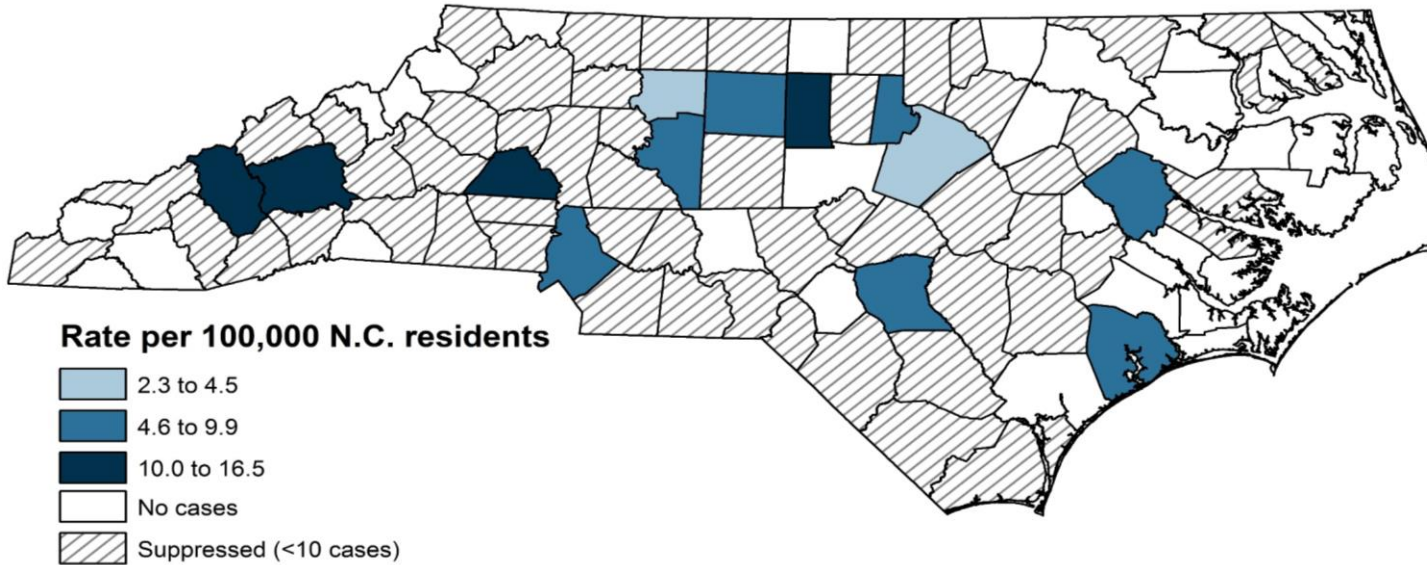 Rate per 100,000 N.C. residents
2.3 to 4.5
4.6 to 9.9
10.0 to 16.5
No cases
Suppressed (<10 cases)